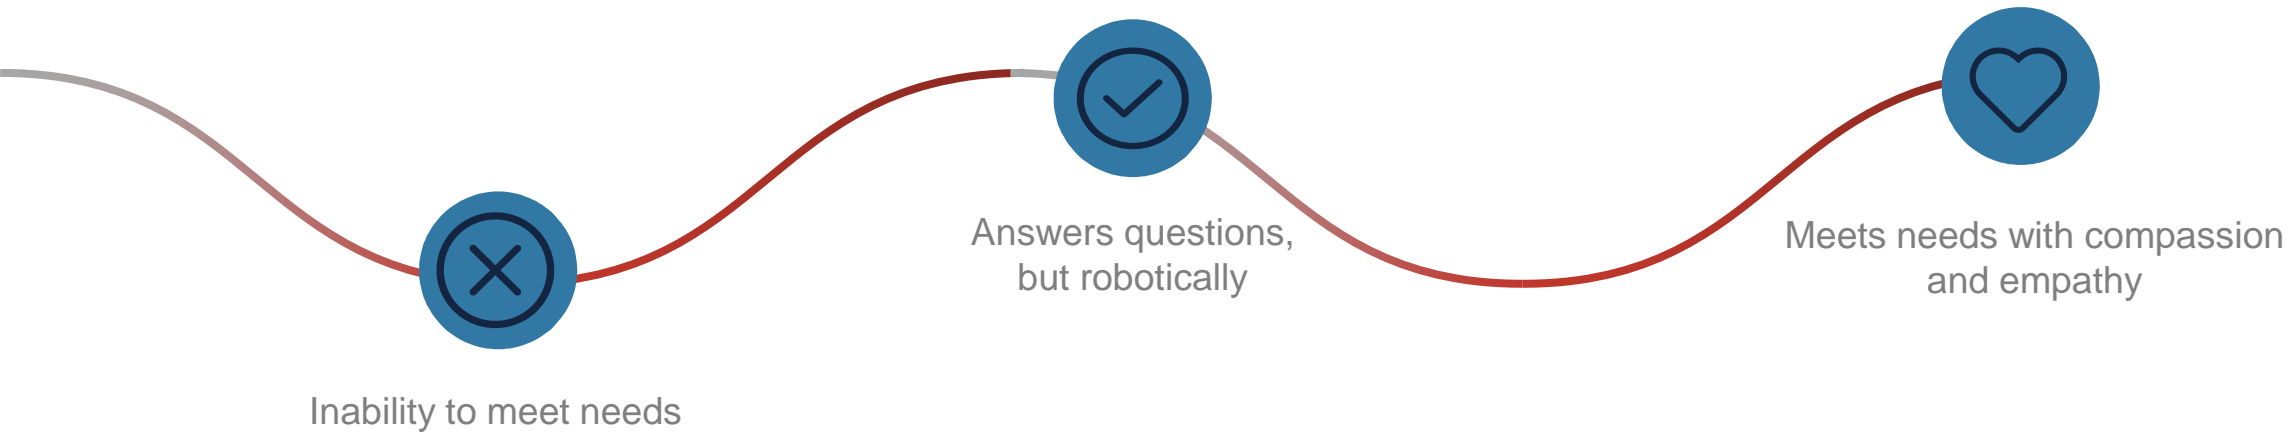 Inability to meet needs
Answers questions,
but robotically
Meets needs with compassion
and empathy